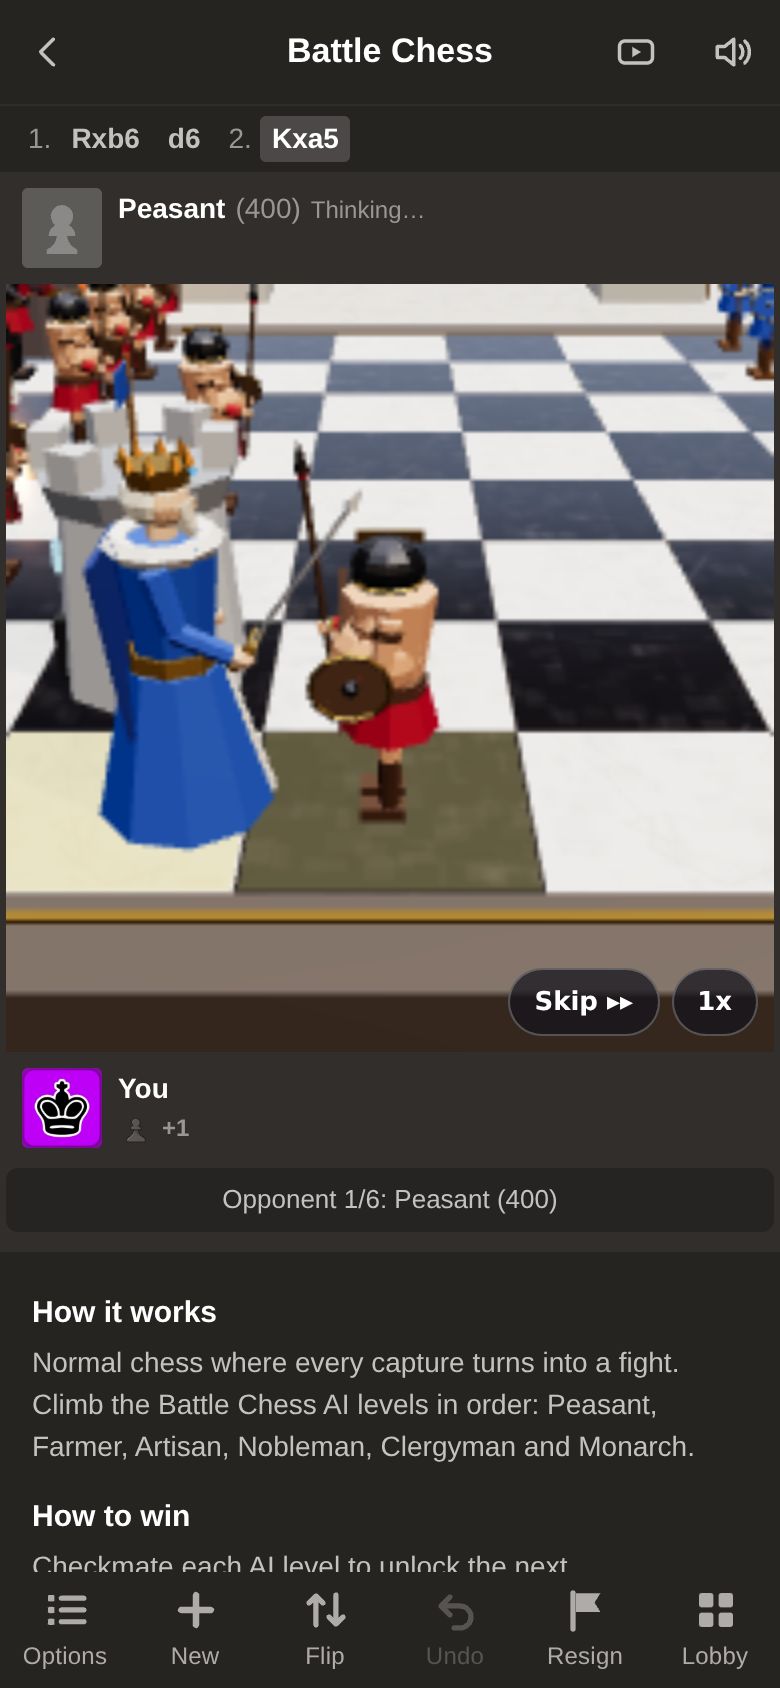 Battle Chess
1. Rxb6 d6 2. Kxa5
Peasant (400) Thinking...
Skip ▸▸ 1x
You
+1
Opponent 1/6: Peasant (400)
How it works
Normal chess where every capture turns into a fight.
Climb the Battle Chess AI levels in order: Peasant,
Farmer, Artisan, Nobleman, Clergyman and Monarch.
How to win
Checkmate each AI level to unlock the next
Options New Flip Undo Resign Lobby